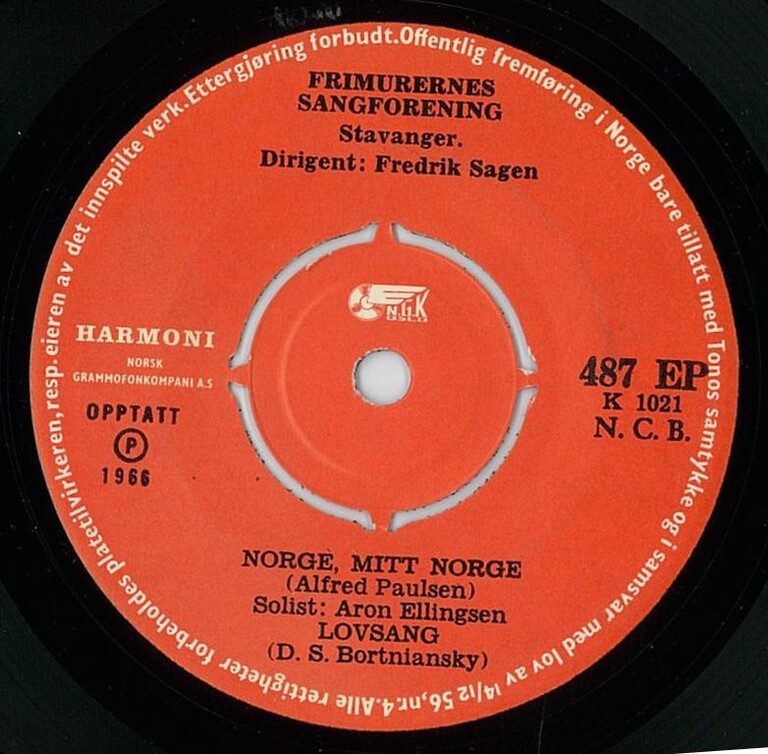 Alle rettigheter forbeholdes platetilvirkeren, resp. eieren av det innspilte verk. Ettergjøring forbudt. Offentlig fremføring i Norge bare tillatt med Tonos samtykke og i samsvar med lov av 14/12 56, nr. 4.
FRIMURERNES
SANGFORENING
Stavanger.
Dirigent: Fredrik Sagen
N.G.K
OSLO
HARMONI
NORSK
GRAMMOFONKOMPANI A.S
OPPTATT
Ⓟ
1966
487 EP
K 1021
N. C. B.
NORGE, MITT NORGE
(Alfred Paulsen)
Solist: Aron Ellingsen
LOVSANG
(D. S. Bortniansky)